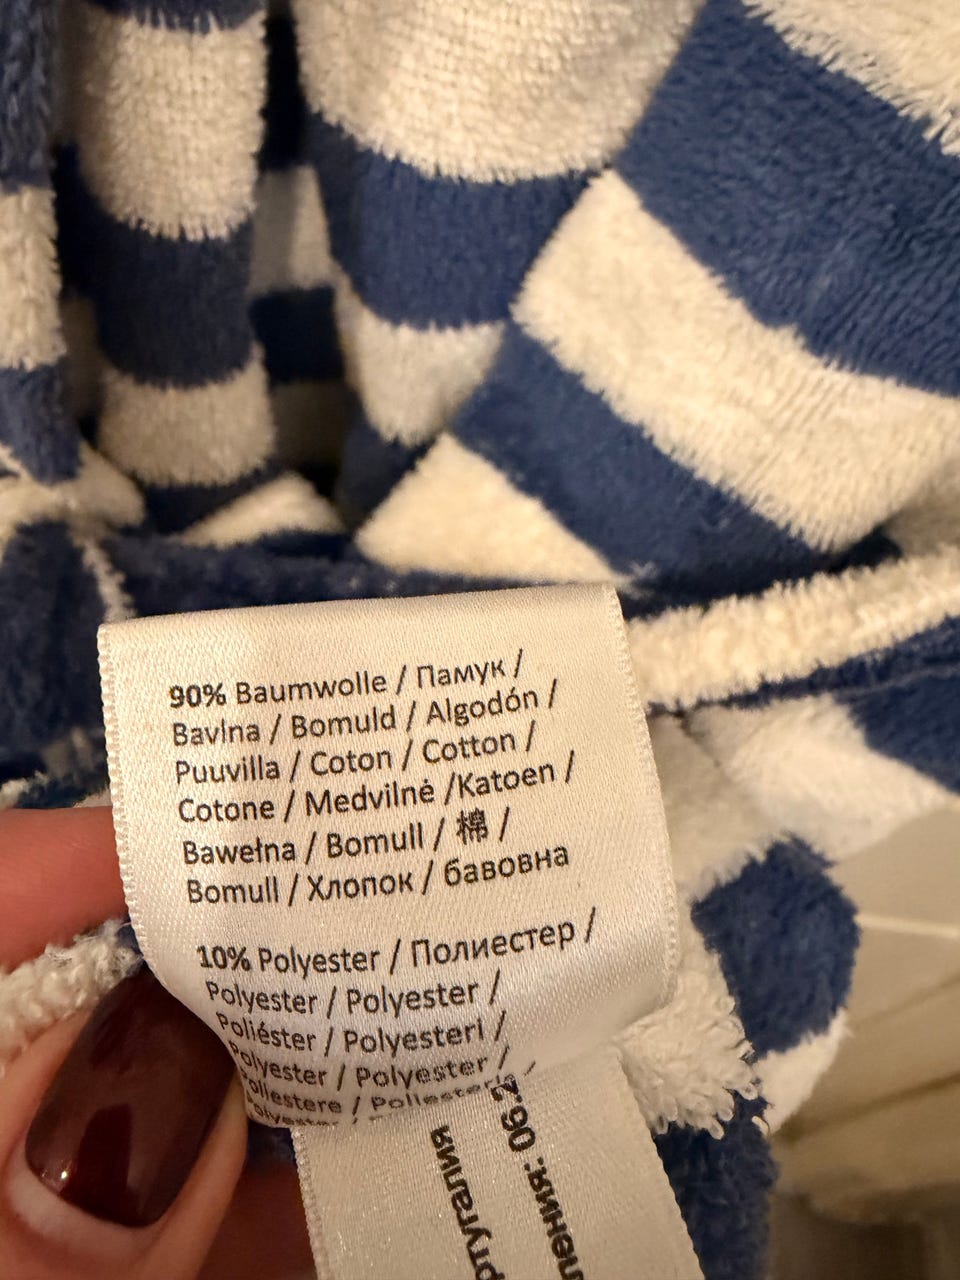 90% Baumwolle / Памук /
Bavlna / Bomuld / Algodón /
Puuvilla / Coton / Cotton /
Cotone / Medvilnė /Katoen /
Bawełna / Bomull / 棉 /
Bomull / Хлопок / бавовна
10% Polyester / Полиестер /
Polyester / Polyester /
Poliéster / Polyesteri /
Polyester / Polyester /
Poliestere /